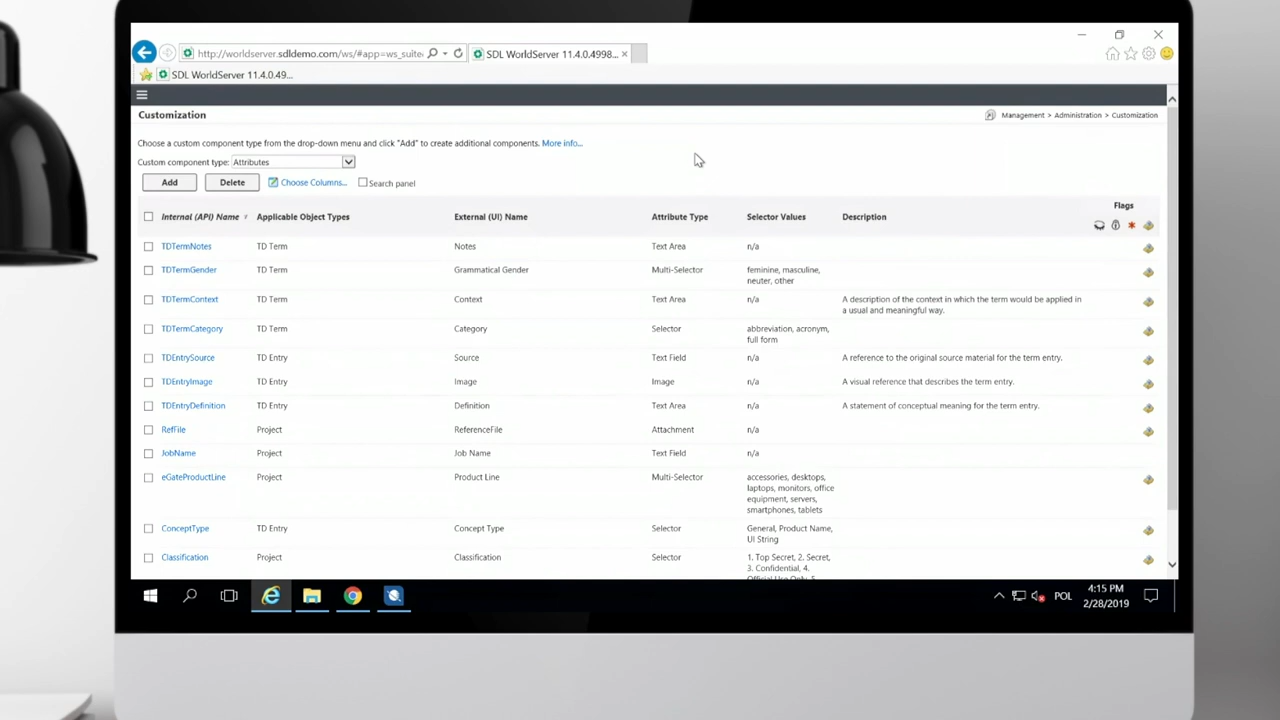 http://worldserver.sdldemo.com/ws/#app=ws_suite
SDL WorldServer 11.4.0.4998...
SDL WorldServer 11.4.0.49...
Customization
Management > Administration > Customization
Choose a custom component type from the drop-down menu and click "Add" to create additional components. More info...
Custom component type: Attributes
Add Delete Choose Columns... Search panel
Flags
Internal (API) Name Applicable Object Types External (UI) Name Attribute Type Selector Values Description
TDTermNotes TD Term Notes Text Area n/a
TDTermGender TD Term Grammatical Gender Multi-Selector feminine, masculine,
neuter, other
TDTermContext TD Term Context Text Area n/a A description of the context in which the term would be applied in
a usual and meaningful way.
TDTermCategory TD Term Category Selector abbreviation, acronym,
full form
TDEntrySource TD Entry Source Text Field n/a A reference to the original source material for the term entry.
TDEntryImage TD Entry Image Image n/a A visual reference that describes the term entry.
TDEntryDefinition TD Entry Definition Text Area n/a A statement of conceptual meaning for the term entry.
RefFile Project ReferenceFile Attachment n/a
JobName Project Job Name Text Field n/a
eGateProductLine Project Product Line Multi-Selector accessories, desktops,
laptops, monitors, office
equipment, servers,
smartphones, tablets
ConceptType TD Entry Concept Type Selector General, Product Name,
UI String
Classification Project Classification Selector 1. Top Secret, 2. Secret,
3. Confidential, 4.
Official Use Only, 5.
POL
4:15 PM
2/28/2019